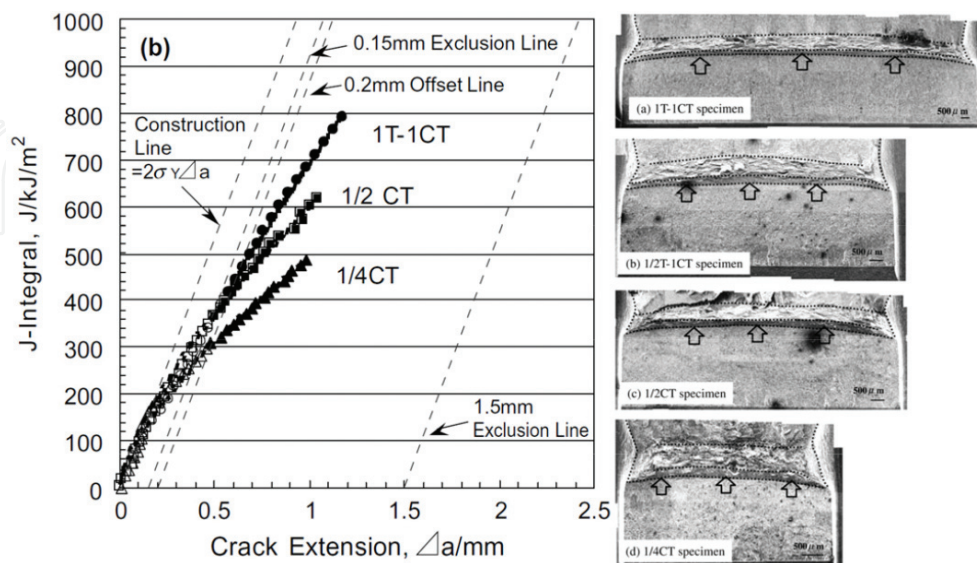 (b)
1000
900
800
700
600
500
400
300
200
100
0
J-Integral, J/kJ/m²
0
0.5
1
1.5
2
2.5
Crack Extension, ⊿a/mm
0.15mm Exclusion Line
0.2mm Offset Line
Construction
Line
=2σY⊿a
1T-1CT
1/2 CT
1/4CT
1.5mm
Exclusion Line
(a) 1T-1CT specimen
500μm
(b) 1/2T-1CT specimen
500μm
(c) 1/2CT specimen
500μm
(d) 1/4CT specimen
500μm